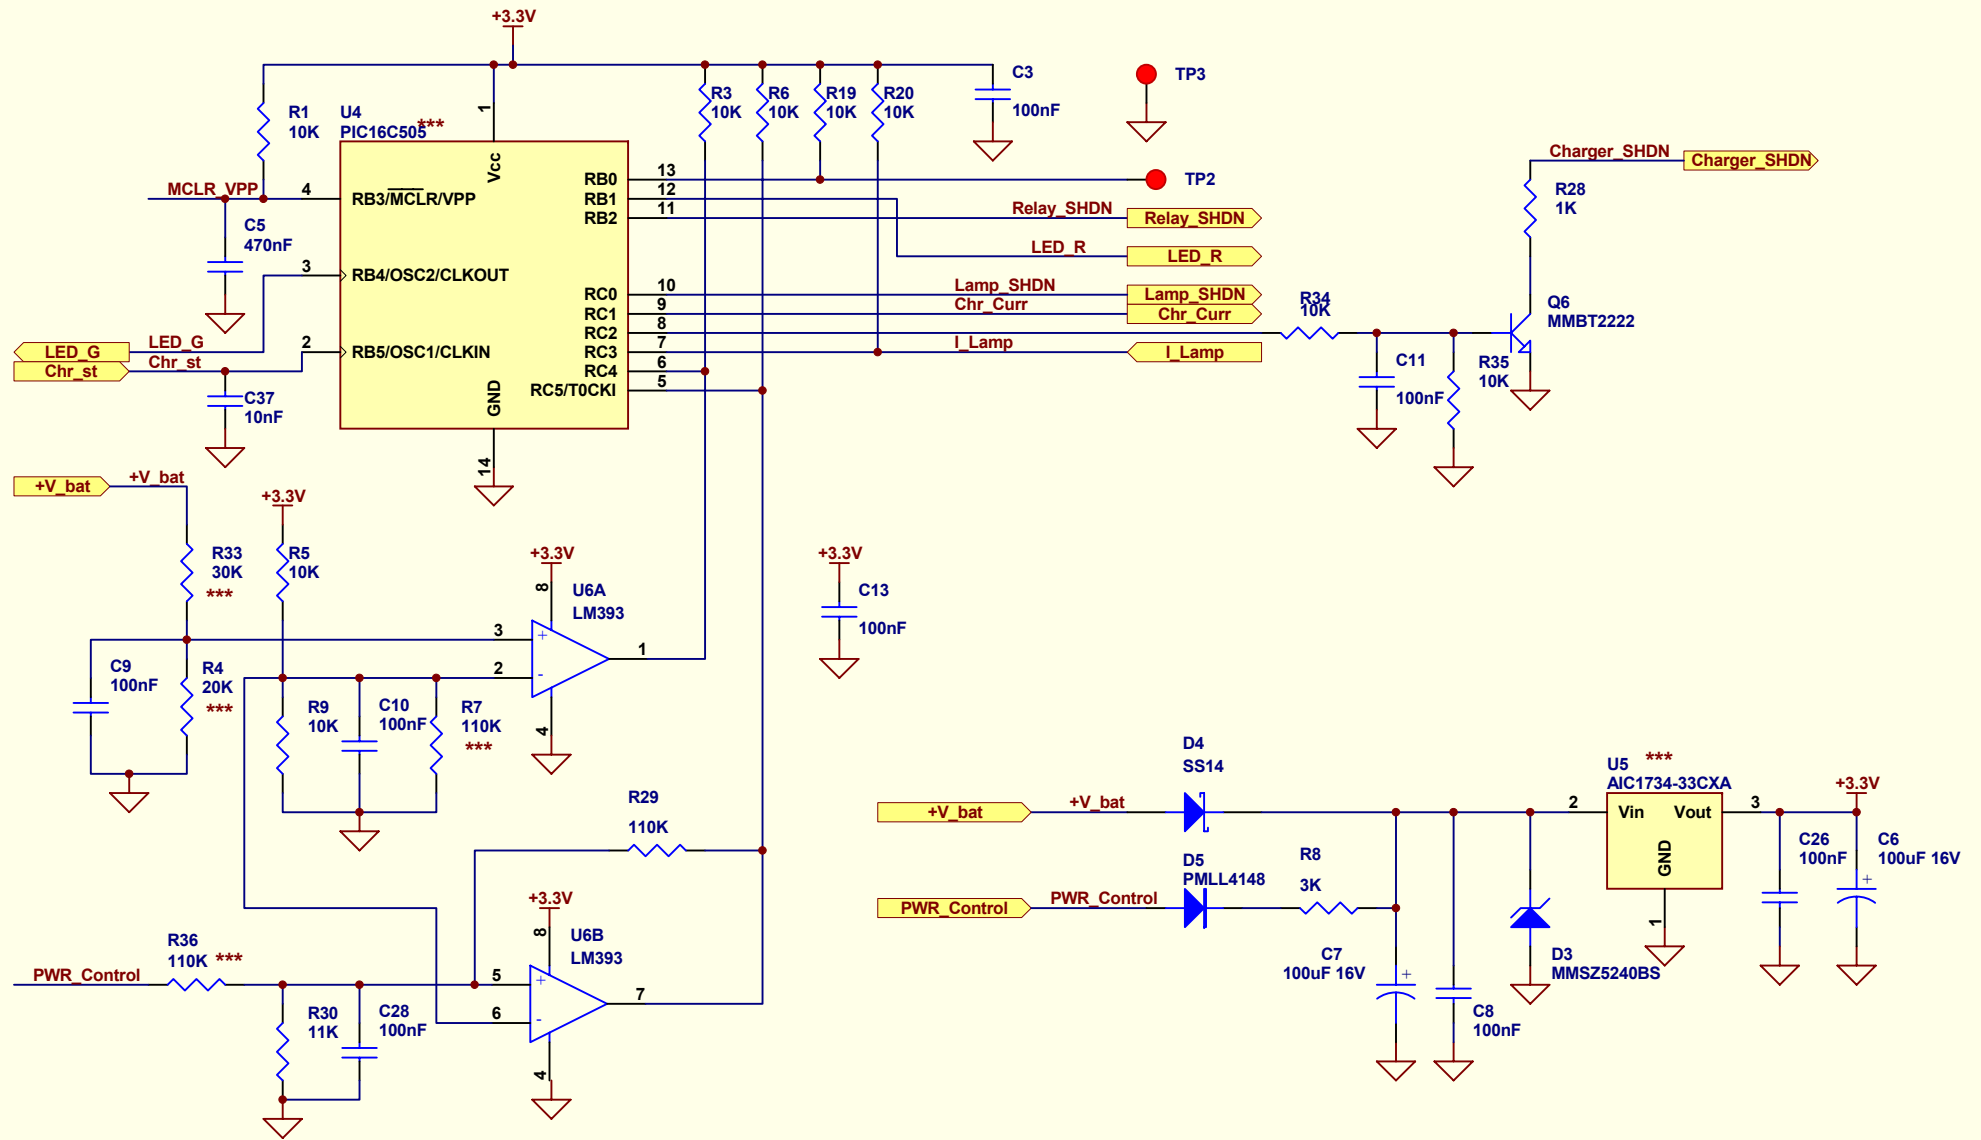 +3.3V
R1
10K
U4
PIC16C505
***
1
Vcc
R3
10K
R6
10K
R19
10K
R20
10K
C3
100nF
TP3
MCLR_VPP
4
RB3/MCLR/VPP
C5
470nF
3
RB4/OSC2/CLKOUT
2
RB5/OSC1/CLKIN
LED_G
LED_G
Chr_st
Chr_st
C37
10nF
GND
14
RB0
13
TP2
RB1
12
RB2
11
Relay_SHDN
Relay_SHDN
LED_R
LED_R
RC0
10
Lamp_SHDN
Lamp_SHDN
RC1
9
Chr_Curr
Chr_Curr
RC2
8
RC3
7
I_Lamp
I_Lamp
RC4
6
RC5/T0CKI
5
R34
10K
C11
100nF
R35
10K
Q6
MMBT2222
R28
1K
Charger_SHDN
Charger_SHDN
+V_bat
+V_bat
+3.3V
R33
30K
***
R5
10K
+3.3V
8
U6A
LM393
3
+
2
-
1
4
C9
100nF
R4
20K
***
R9
10K
C10
100nF
R7
110K
***
+3.3V
C13
100nF
R29
110K
+3.3V
8
U6B
LM393
5
+
6
-
7
4
PWR_Control
R36
110K ***
R30
11K
C28
100nF
+V_bat
+V_bat
D4
SS14
PWR_Control
PWR_Control
D5
PMLL4148
R8
3K
C7
100uF 16V
+
C8
100nF
D3
MMSZ5240BS
U5
***
AIC1734-33CXA
2
Vin
Vout
3
GND
1
+3.3V
C26
100nF
C6
100uF 16V
+